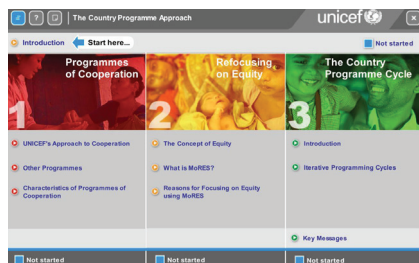 The Country Programme Approach
unicef
Introduction
Start here...
Not started
Programmes
of Cooperation
1
Refocusing
on Equity
2
The Country
Programme Cycle
3
UNICEF's Approach to Cooperation
Other Programmes
Characteristics of Programmes of
Cooperation
The Concept of Equity
What is MoRES?
Reasons for Focusing on Equity
using MoRES
Introduction
Iterative Programming Cycles
Key Messages
Not started
Not started
Not started